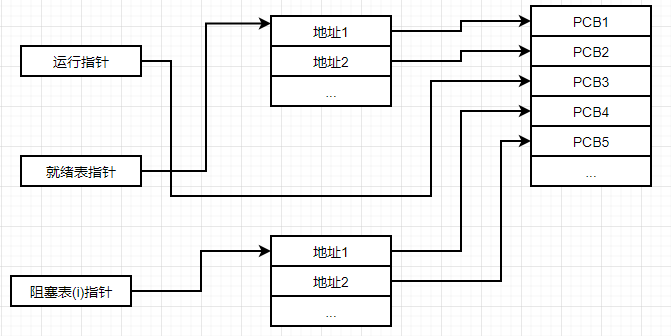 运行指针
就绪表指针
阻塞表(i)指针
地址1
地址2
...
地址1
地址2
...
PCB1
PCB2
PCB3
PCB4
PCB5
...